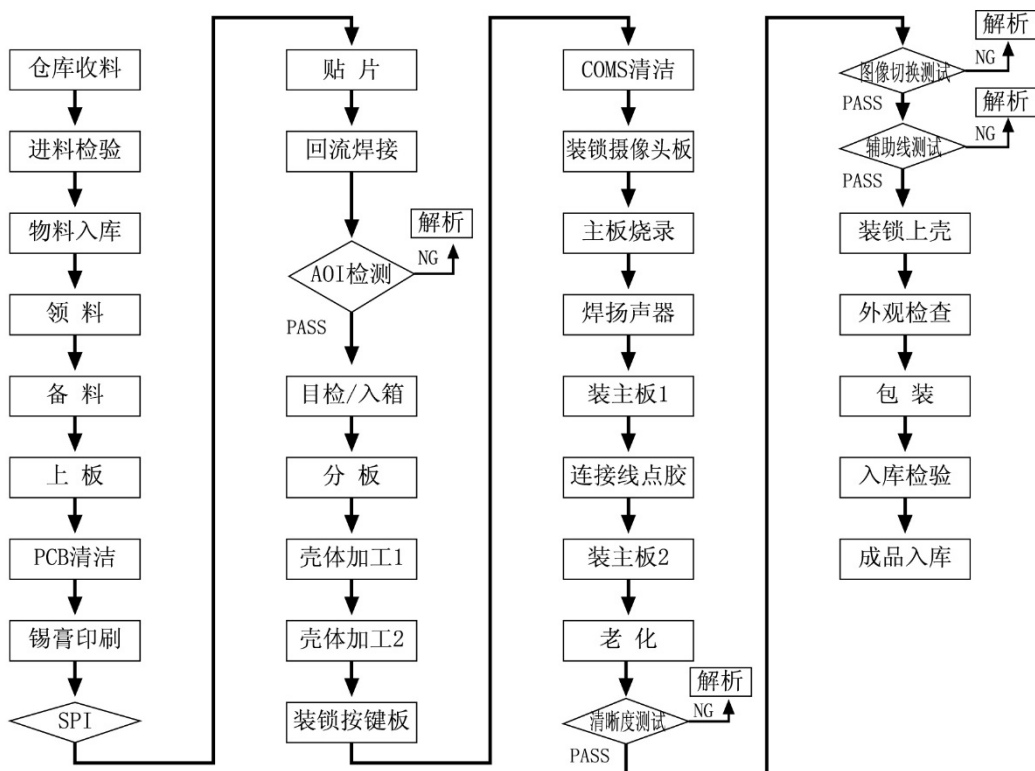 仓库收料
进料检验
物料入库
领 料
备 料
上 板
PCB清洁
锡膏印刷
SPI
贴 片
回流焊接
解析
NG
AOI检测
PASS
目检/入箱
分 板
壳体加工1
壳体加工2
装锁按键板
COMS清洁
装锁摄像头板
主板烧录
焊扬声器
装主板1
连接线点胶
装主板2
老 化
解析
NG
清晰度测试
PASS
解析
NG
图像切换测试
PASS
解析
NG
辅助线测试
PASS
装锁上壳
外观检查
包 装
入库检验
成品入库